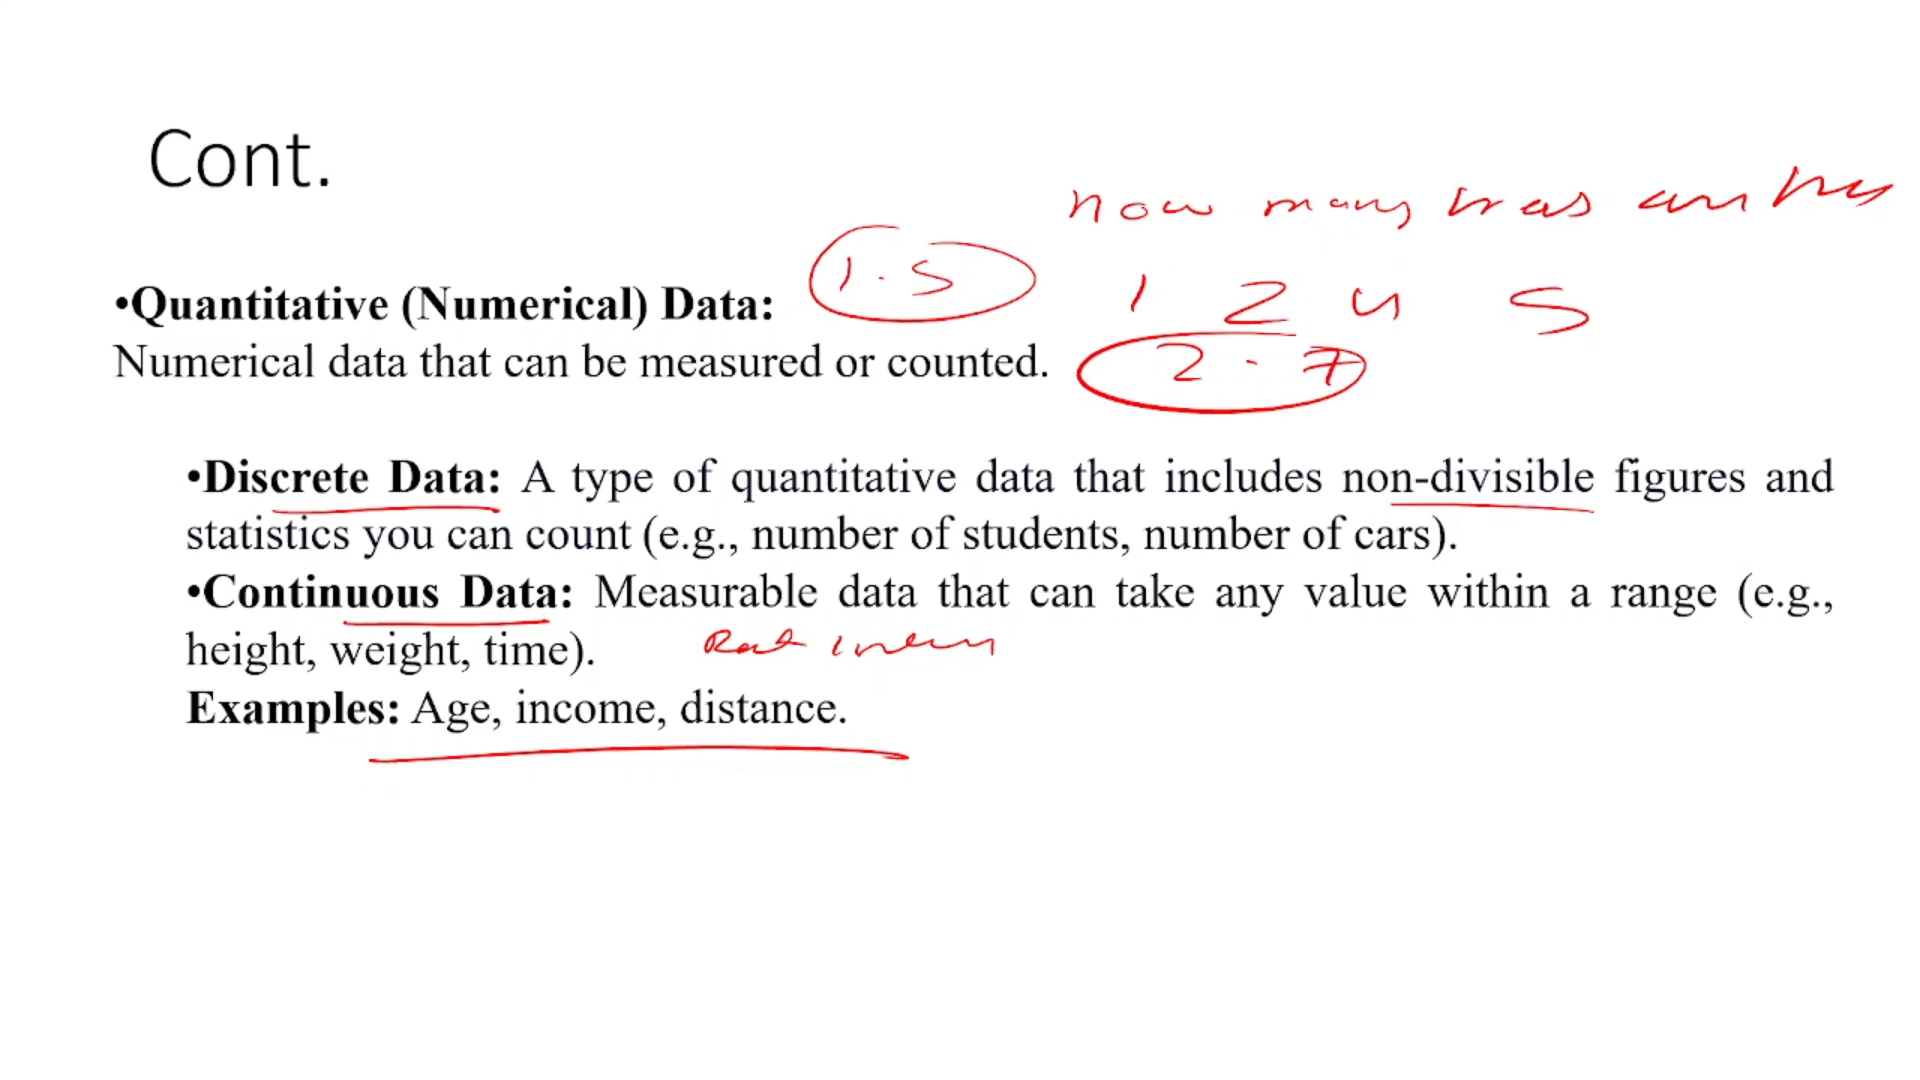 Cont.
how many
1.5
1 2 4 5
•Quantitative (Numerical) Data:
Numerical data that can be measured or counted.
2.7
•Discrete Data: A type of quantitative data that includes non-divisible figures and
statistics you can count (e.g., number of students, number of cars).
•Continuous Data: Measurable data that can take any value within a range (e.g.,
height, weight, time).
Examples: Age, income, distance.